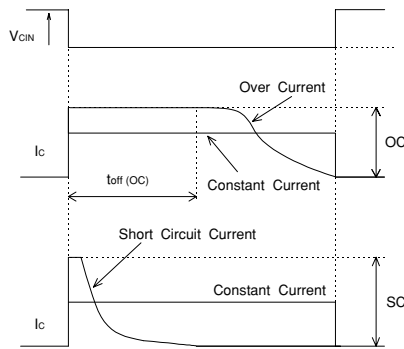 VCIN
Over Current
OC
IC
toff (OC)
Constant Current
Short Circuit Current
Constant Current
SC
IC